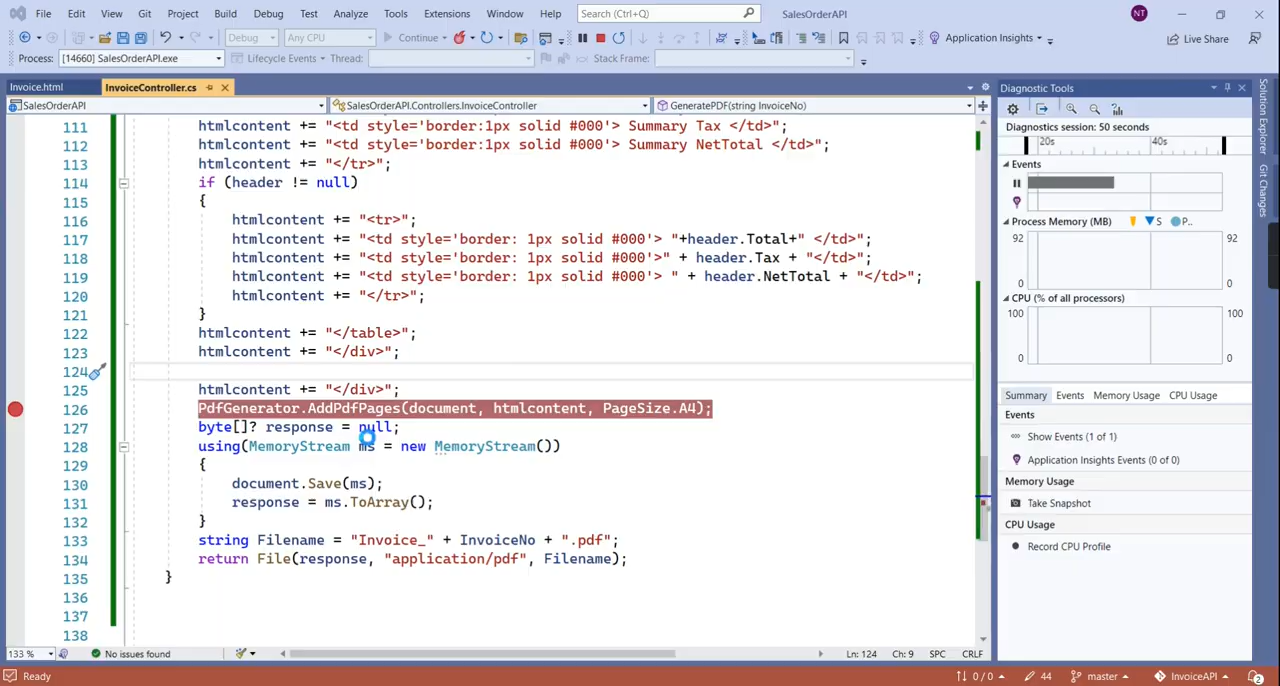 File Edit View Git Project Build Debug Test Analyze Tools Extensions Window Help Search (Ctrl+Q) SalesOrderAPI NT
Debug Any CPU Continue Application Insights Live Share
Process: [14660] SalesOrderAPI.exe Lifecycle Events Thread: Stack Frame:
Invoice.html InvoiceController.cs
SalesOrderAPI SalesOrderAPI.Controllers.InvoiceController GeneratePDF(string InvoiceNo)
111 htmlcontent += "<td style='border:1px solid #000'> Summary Tax </td>";
112 htmlcontent += "<td style='border:1px solid #000'> Summary NetTotal </td>";
113 htmlcontent += "</tr>";
114 if (header != null)
115 {
116 htmlcontent += "<tr>";
117 htmlcontent += "<td style='border: 1px solid #000'> "+header.Total+" </td>";
118 htmlcontent += "<td style='border: 1px solid #000'>" + header.Tax + "</td>";
119 htmlcontent += "<td style='border: 1px solid #000'> " + header.NetTotal + "</td>";
120 htmlcontent += "</tr>";
121 }
122 htmlcontent += "</table>";
123 htmlcontent += "</div>";
124
125 htmlcontent += "</div>";
126 PdfGenerator.AddPdfPages(document, htmlcontent, PageSize.A4);
127 byte[]? response = null;
128 using(MemoryStream ms = new MemoryStream())
129 {
130 document.Save(ms);
131 response = ms.ToArray();
132 }
133 string Filename = "Invoice_" + InvoiceNo + ".pdf";
134 return File(response, "application/pdf", Filename);
135 }
136
137
138
133 % No issues found Ln: 124 Ch: 9 SPC CRLF
Diagnostic Tools
Diagnostics session: 50 seconds
20s 40s
Events
Process Memory (MB) S P..
92 92
0 0
CPU (% of all processors)
100 100
0 0
Summary Events Memory Usage CPU Usage
Events
Show Events (1 of 1)
Application Insights Events (0 of 0)
Memory Usage
Take Snapshot
CPU Usage
Record CPU Profile
Solution Explorer
Git Changes
Ready 0 / 0 44 master InvoiceAPI 2